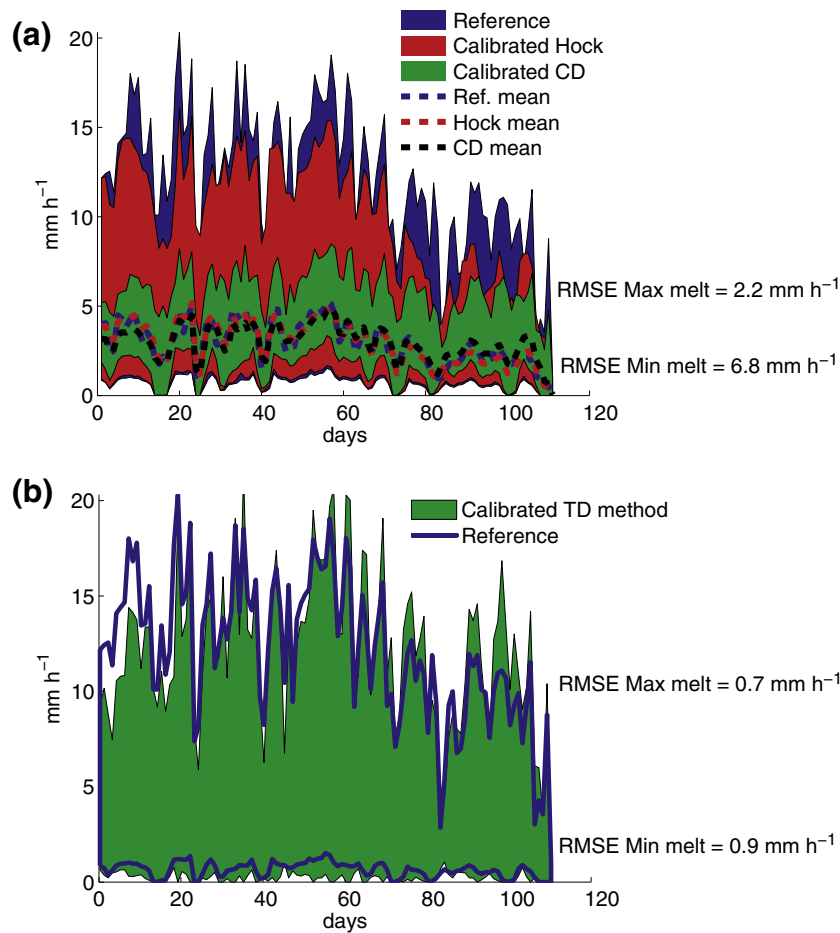 (a)
Reference
Calibrated Hock
Calibrated CD
Ref. mean
Hock mean
CD mean
20
15
10
5
0
mm h⁻¹
RMSE Max melt = 2.2 mm h⁻¹
RMSE Min melt = 6.8 mm h⁻¹
0 20 40 60 80 100 120
days
(b)
Calibrated TD method
Reference
20
15
10
5
0
mm h⁻¹
RMSE Max melt = 0.7 mm h⁻¹
RMSE Min melt = 0.9 mm h⁻¹
0 20 40 60 80 100 120
days